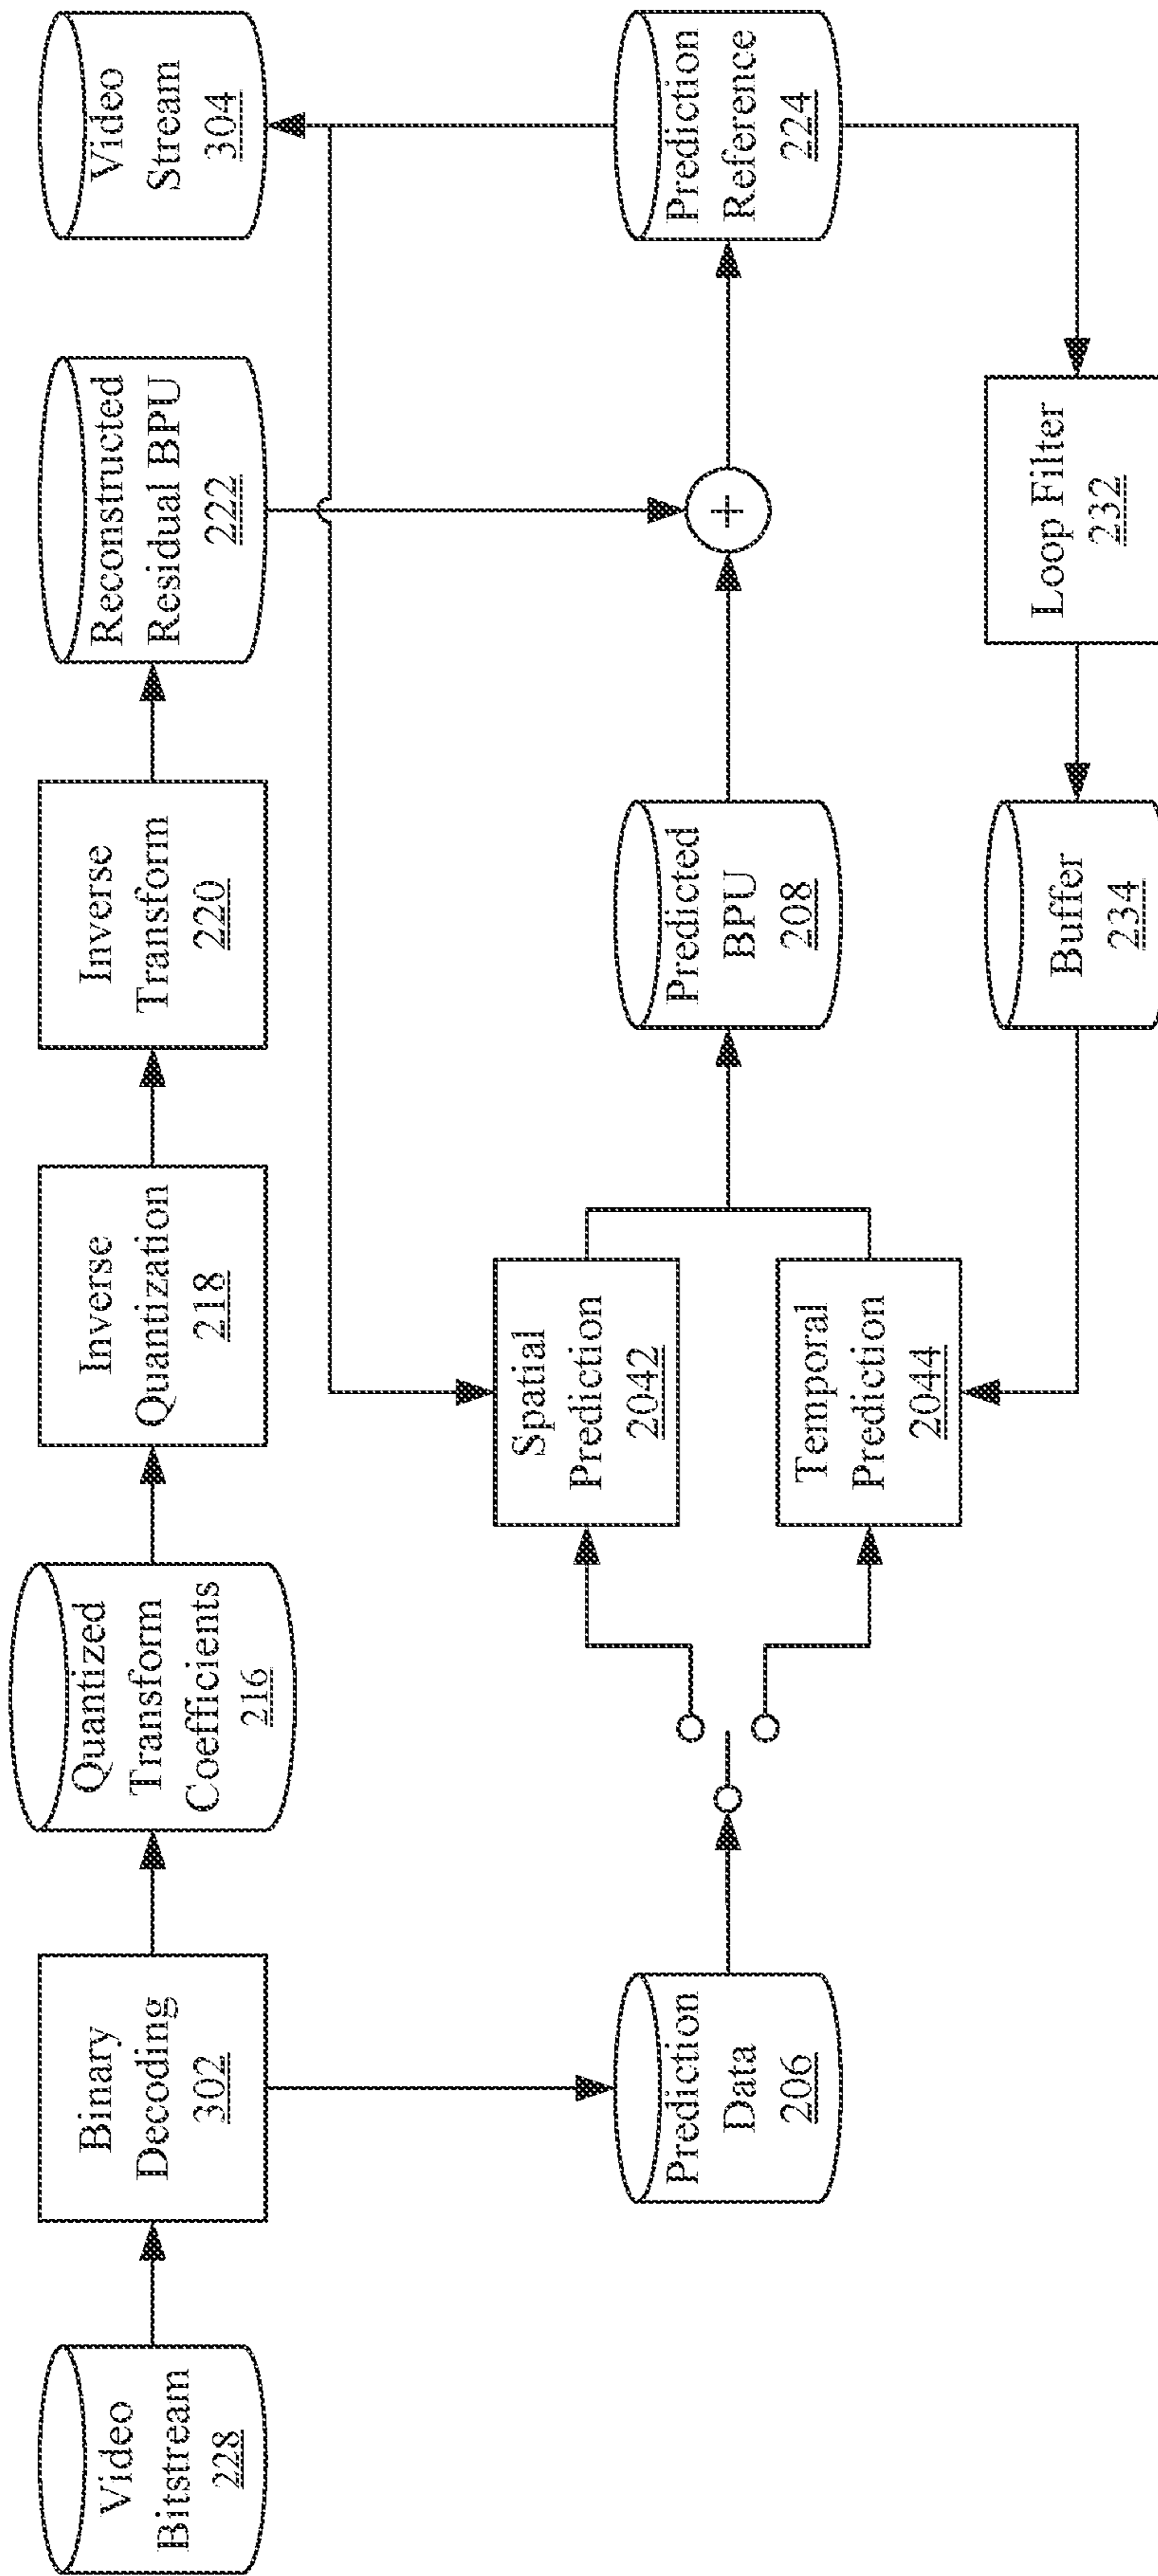 Video
Bitstream
228
Binary
Decoding
302
Quantized
Transform
Coefficients
216
Inverse
Quantization
218
Inverse
Transform
220
Reconstructed
Residual BPU
222
Video
Stream
304
Prediction
Data
206
Spatial
Prediction
2042
Temporal
Prediction
2044
Predicted
BPU
208
+
Prediction
Reference
224
Buffer
234
Loop Filter
232